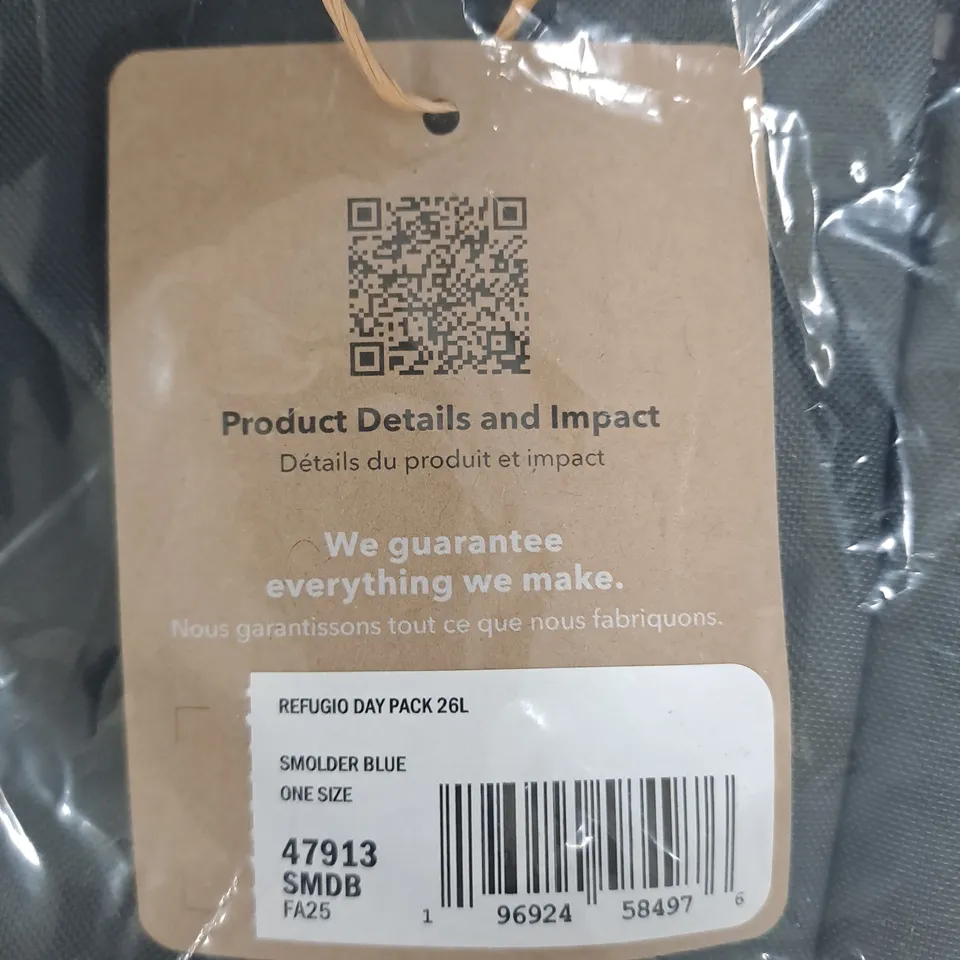 Product Details and Impact
Détails du produit et impact
We guarantee
everything we make.
Nous garantissons tout ce que nous fabriquons.
REFUGIO DAY PACK 26L
SMOLDER BLUE
ONE SIZE
47913
SMDB
FA25
1 96924 58497 6